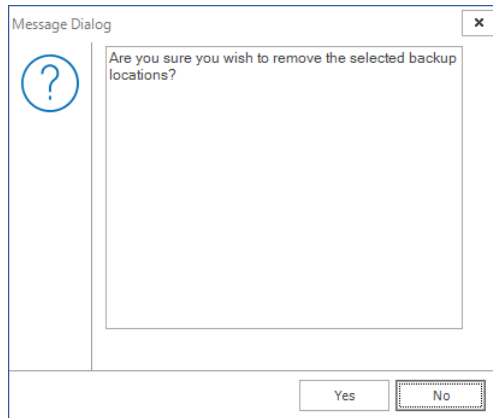 Message Dialog
Are you sure you wish to remove the selected backup
locations?
Yes
No